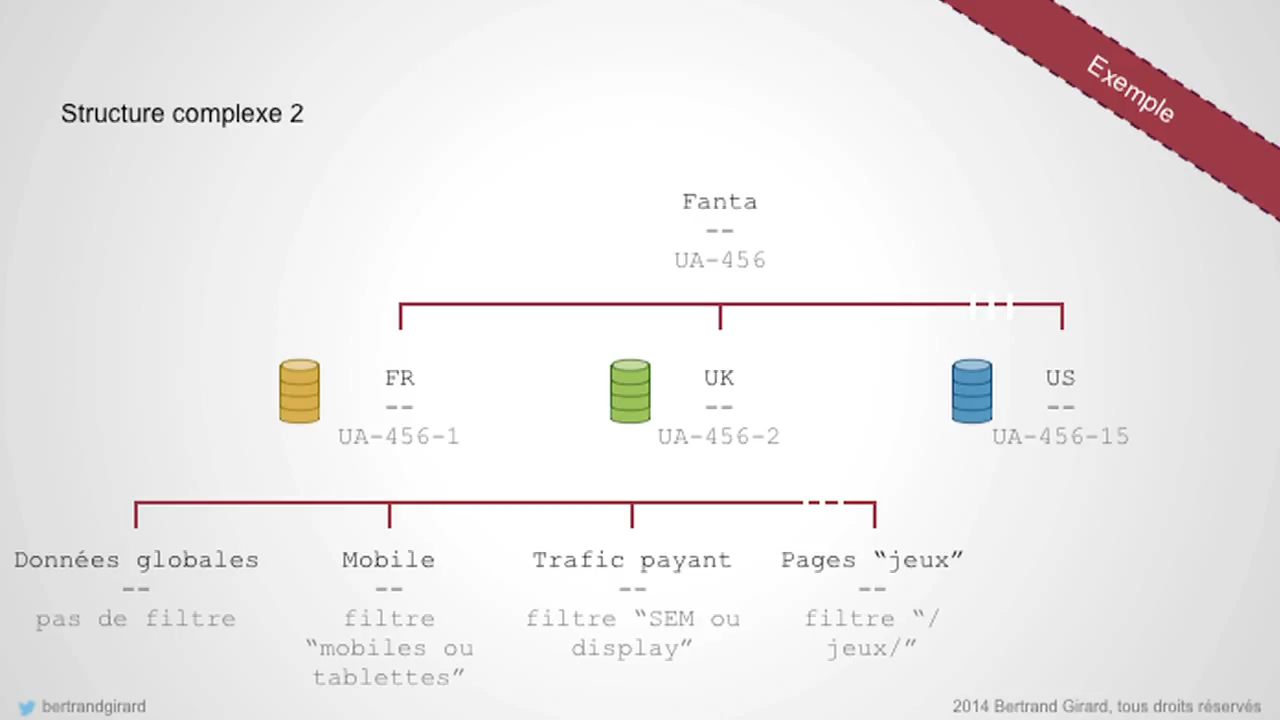 Exemple
Structure complexe 2
Fanta
--
UA-456
FR
--
UA-456-1
UK
--
UA-456-2
US
--
UA-456-15
Données globales
--
pas de filtre
Mobile
--
filtre
“mobiles ou
tablettes”
Trafic payant
--
filtre “SEM ou
display”
Pages “jeux”
--
filtre “/
jeux/”
bertrandgirard
2014 Bertrand Girard, tous droits réservés